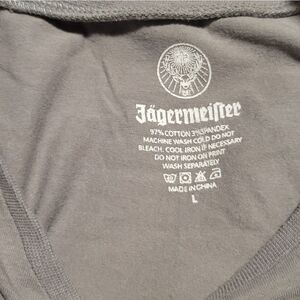 Jägermeister
97% COTTON 3% SPANDEX
MACHINE WASH COLD DO NOT
BLEACH. COOL IRON IF NECESSARY
DO NOT IRON ON PRINT
WASH SEPARATELY
MADE IN CHINA
L